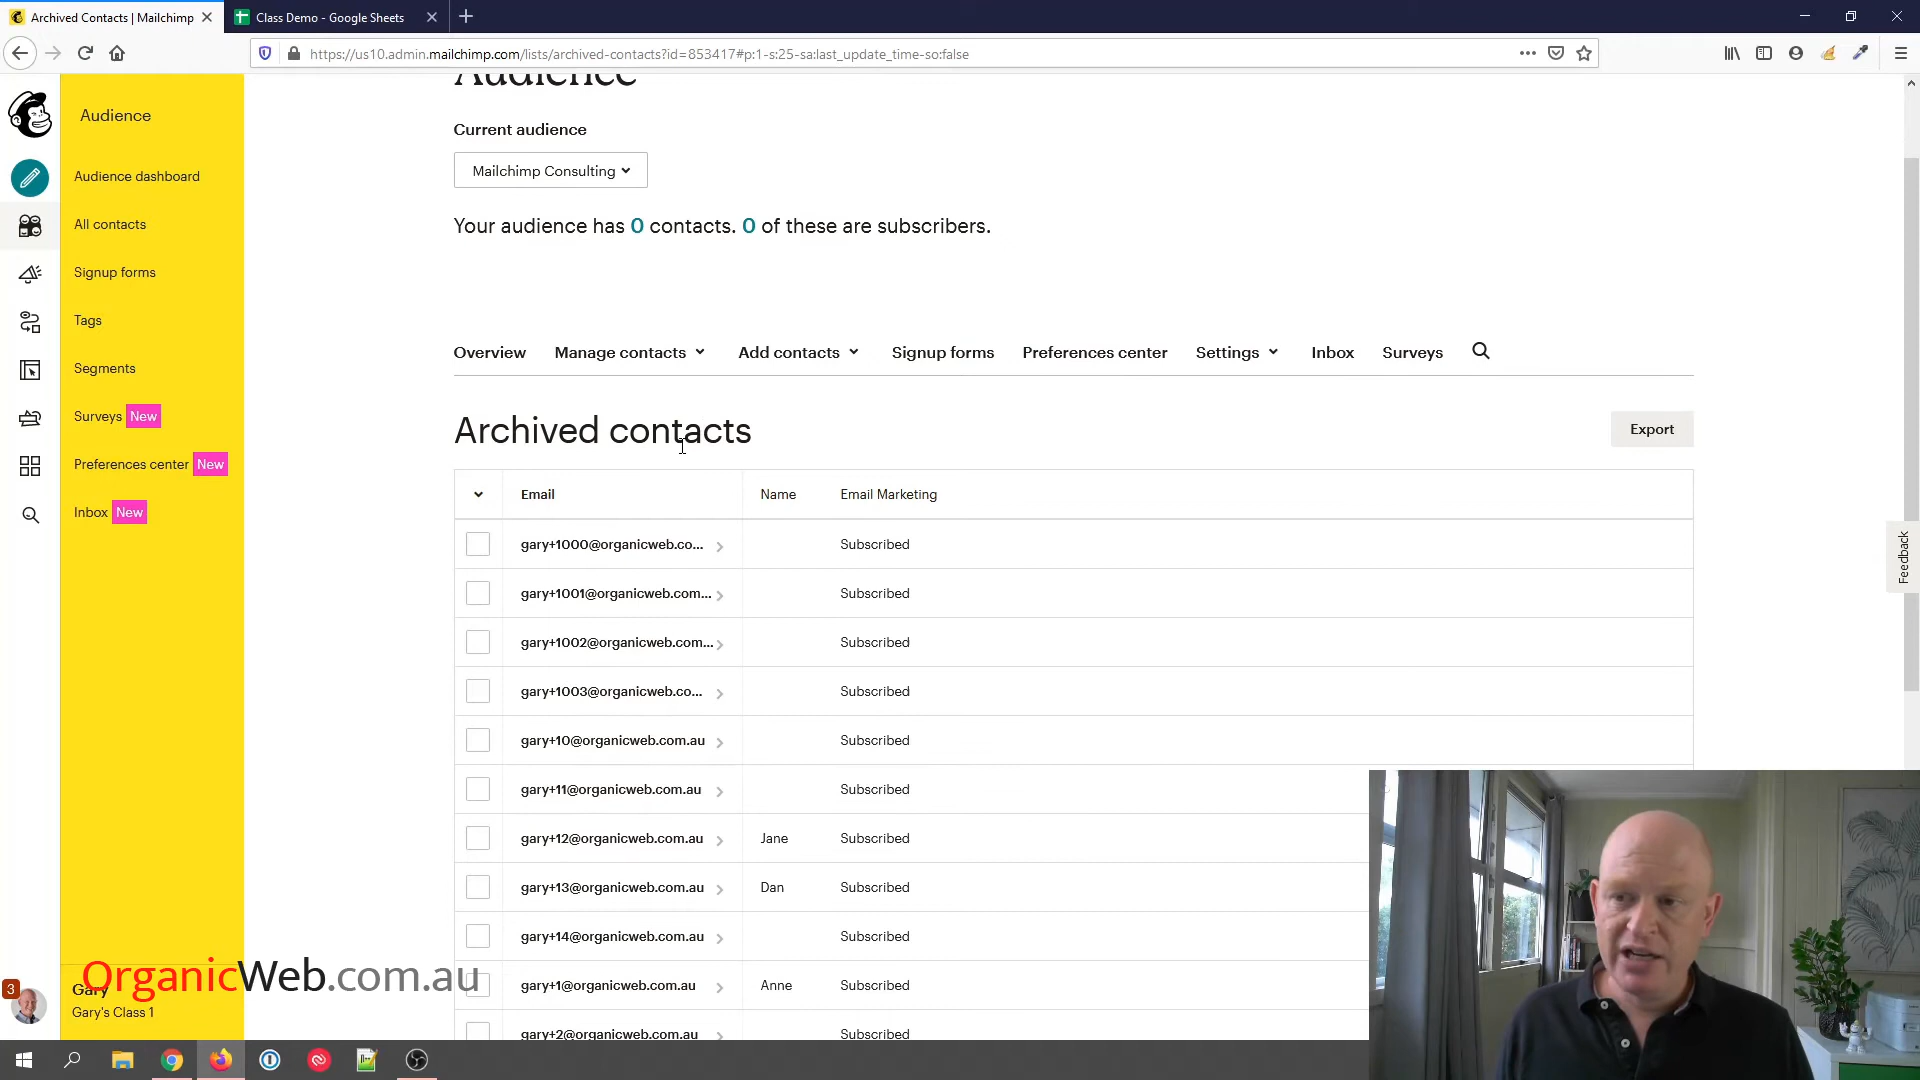 Archived Contacts | Mailchimp
Class Demo - Google Sheets
https://us10.admin.mailchimp.com/lists/archived-contacts?id=853417#p:1-s:25-sa:last_update_time-so:false
Audience
Audience
Current audience
Mailchimp Consulting
Your audience has 0 contacts. 0 of these are subscribers.
Audience dashboard
All contacts
Signup forms
Tags
Segments
Surveys New
Preferences center New
Inbox New
Overview Manage contacts Add contacts Signup forms Preferences center Settings Inbox Surveys
Archived contacts
Export
Email Name Email Marketing
gary+1000@organicweb.co... Subscribed
gary+1001@organicweb.com... Subscribed
gary+1002@organicweb.com... Subscribed
gary+1003@organicweb.co... Subscribed
gary+10@organicweb.com.au Subscribed
gary+11@organicweb.com.au Subscribed
gary+12@organicweb.com.au Jane Subscribed
gary+13@organicweb.com.au Dan Subscribed
gary+14@organicweb.com.au Subscribed
gary+1@organicweb.com.au Anne Subscribed
gary+2@organicweb.com.au Subscribed
Feedback
OrganicWeb.com.au
3
Gary
Gary's Class 1